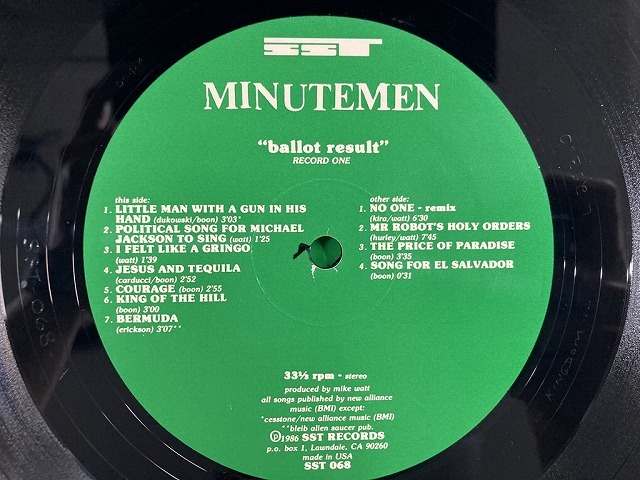 SST
MINUTEMEN
"ballot result"
RECORD ONE
this side:
1. LITTLE MAN WITH A GUN IN HIS
HAND (dukowski/boon) 3'03*
2. POLITICAL SONG FOR MICHAEL
JACKSON TO SING (watt) 1'25
3. I FELT LIKE A GRINGO
(watt) 1'39
4. JESUS AND TEQUILA
(carducci/boon) 2'52
5. COURAGE (boon) 2'55
6. KING OF THE HILL
(boon) 3'00
7. BERMUDA
(erickson) 3'07**
other side:
1. NO ONE - remix
(kira/watt) 6'30
2. MR ROBOT'S HOLY ORDERS
(hurley/watt) 7'45
3. THE PRICE OF PARADISE
(boon) 3'35
4. SONG FOR EL SALVADOR
(boon) 0'31
33⅓ rpm - stereo
produced by mike watt
all songs published by new alliance
music (BMI) except:
*cesstone/new alliance music (BMI)
**bleib alien saucer pub.
℗1986 SST RECORDS
p.o. box 1, Lawndale, CA 90260
made in USA
SST 068
SST 068